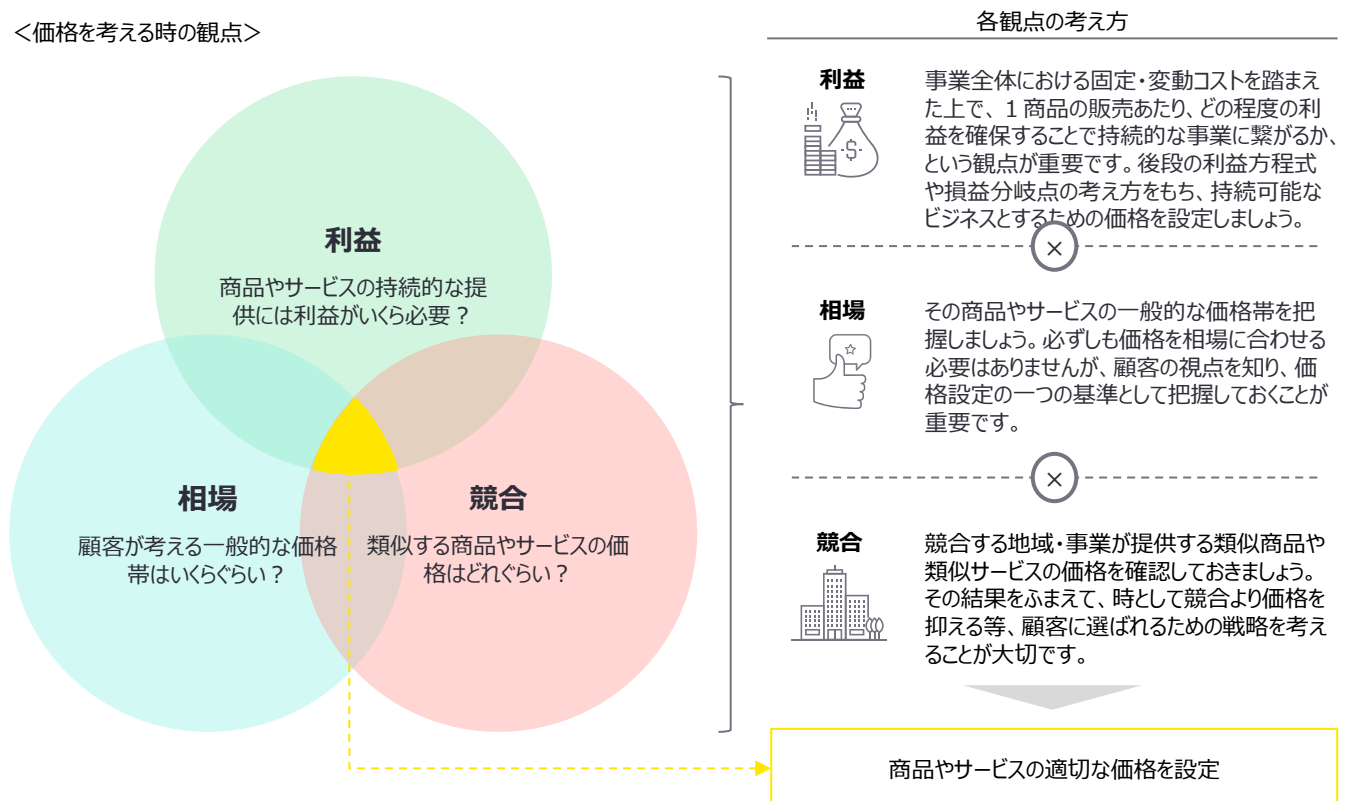 ＜価格を考える時の観点＞
利益
商品やサービスの持続的な提
供には利益がいくら必要？
相場
顧客が考える一般的な価格
帯はいくらぐらい？
競合
類似する商品やサービスの価
格はどれぐらい？
各観点の考え方
利益
$
事業全体における固定・変動コストを踏まえ
た上で、１商品の販売あたり、どの程度の利
益を確保することで持続的な事業に繋がるか、
という観点が重要です。後段の利益方程式
や損益分岐点の考え方をもち、持続可能な
ビジネスとするための価格を設定しましょう。
×
相場
その商品やサービスの一般的な価格帯を把
握しましょう。必ずしも価格を相場に合わせる
必要はありませんが、顧客の視点を知り、価
格設定の一つの基準として把握しておくことが
重要です。
×
競合
競合する地域・事業が提供する類似商品や
類似サービスの価格を確認しておきましょう。
その結果をふまえて、時として競合より価格を
抑える等、顧客に選ばれるための戦略を考え
ることが大切です。
商品やサービスの適切な価格を設定